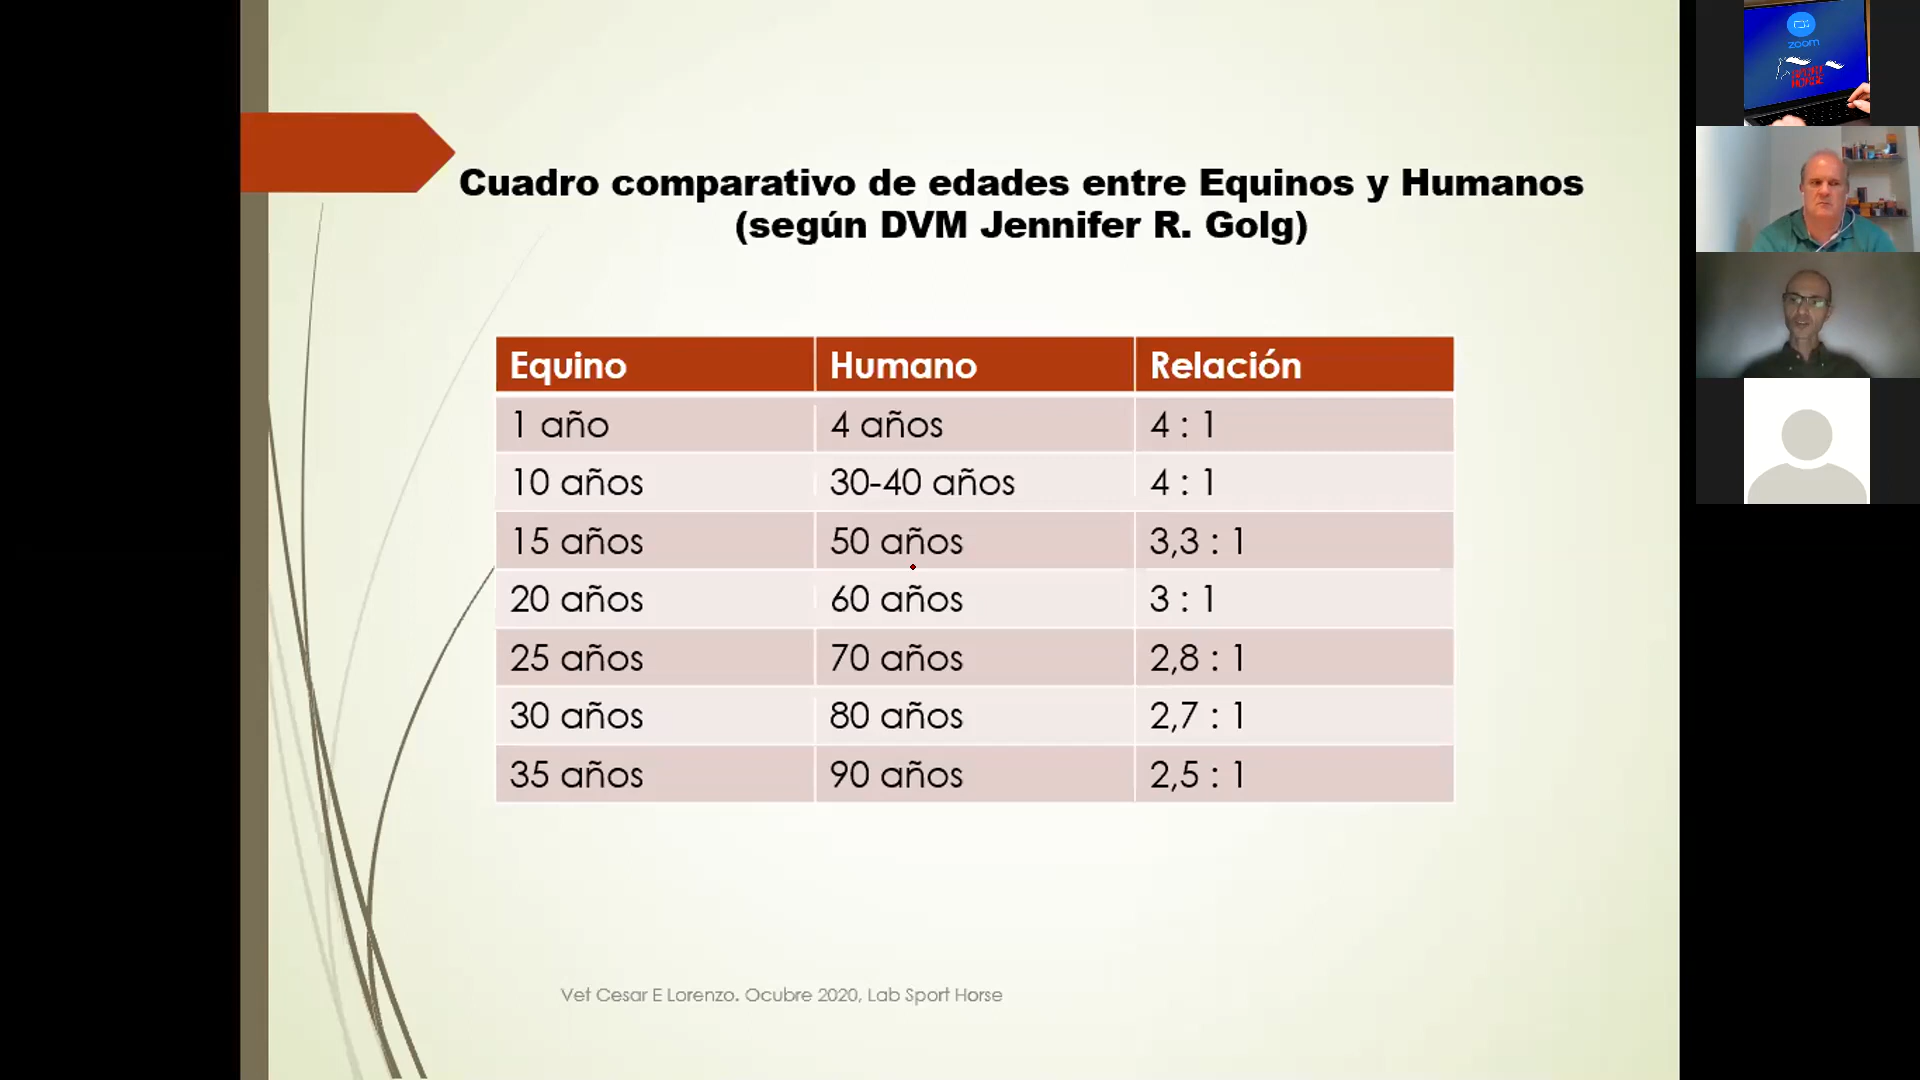 Cuadro comparativo de edades entre Equinos y Humanos
(según DVM Jennifer R. Golg)
Equino Humano Relación
1 año 4 años 4 : 1
10 años 30-40 años 4 : 1
15 años 50 años 3,3 : 1
20 años 60 años 3 : 1
25 años 70 años 2,8 : 1
30 años 80 años 2,7 : 1
35 años 90 años 2,5 : 1
Vet Cesar E Lorenzo. Ocubre 2020, Lab Sport Horse
zoom
SPORT
HORSE